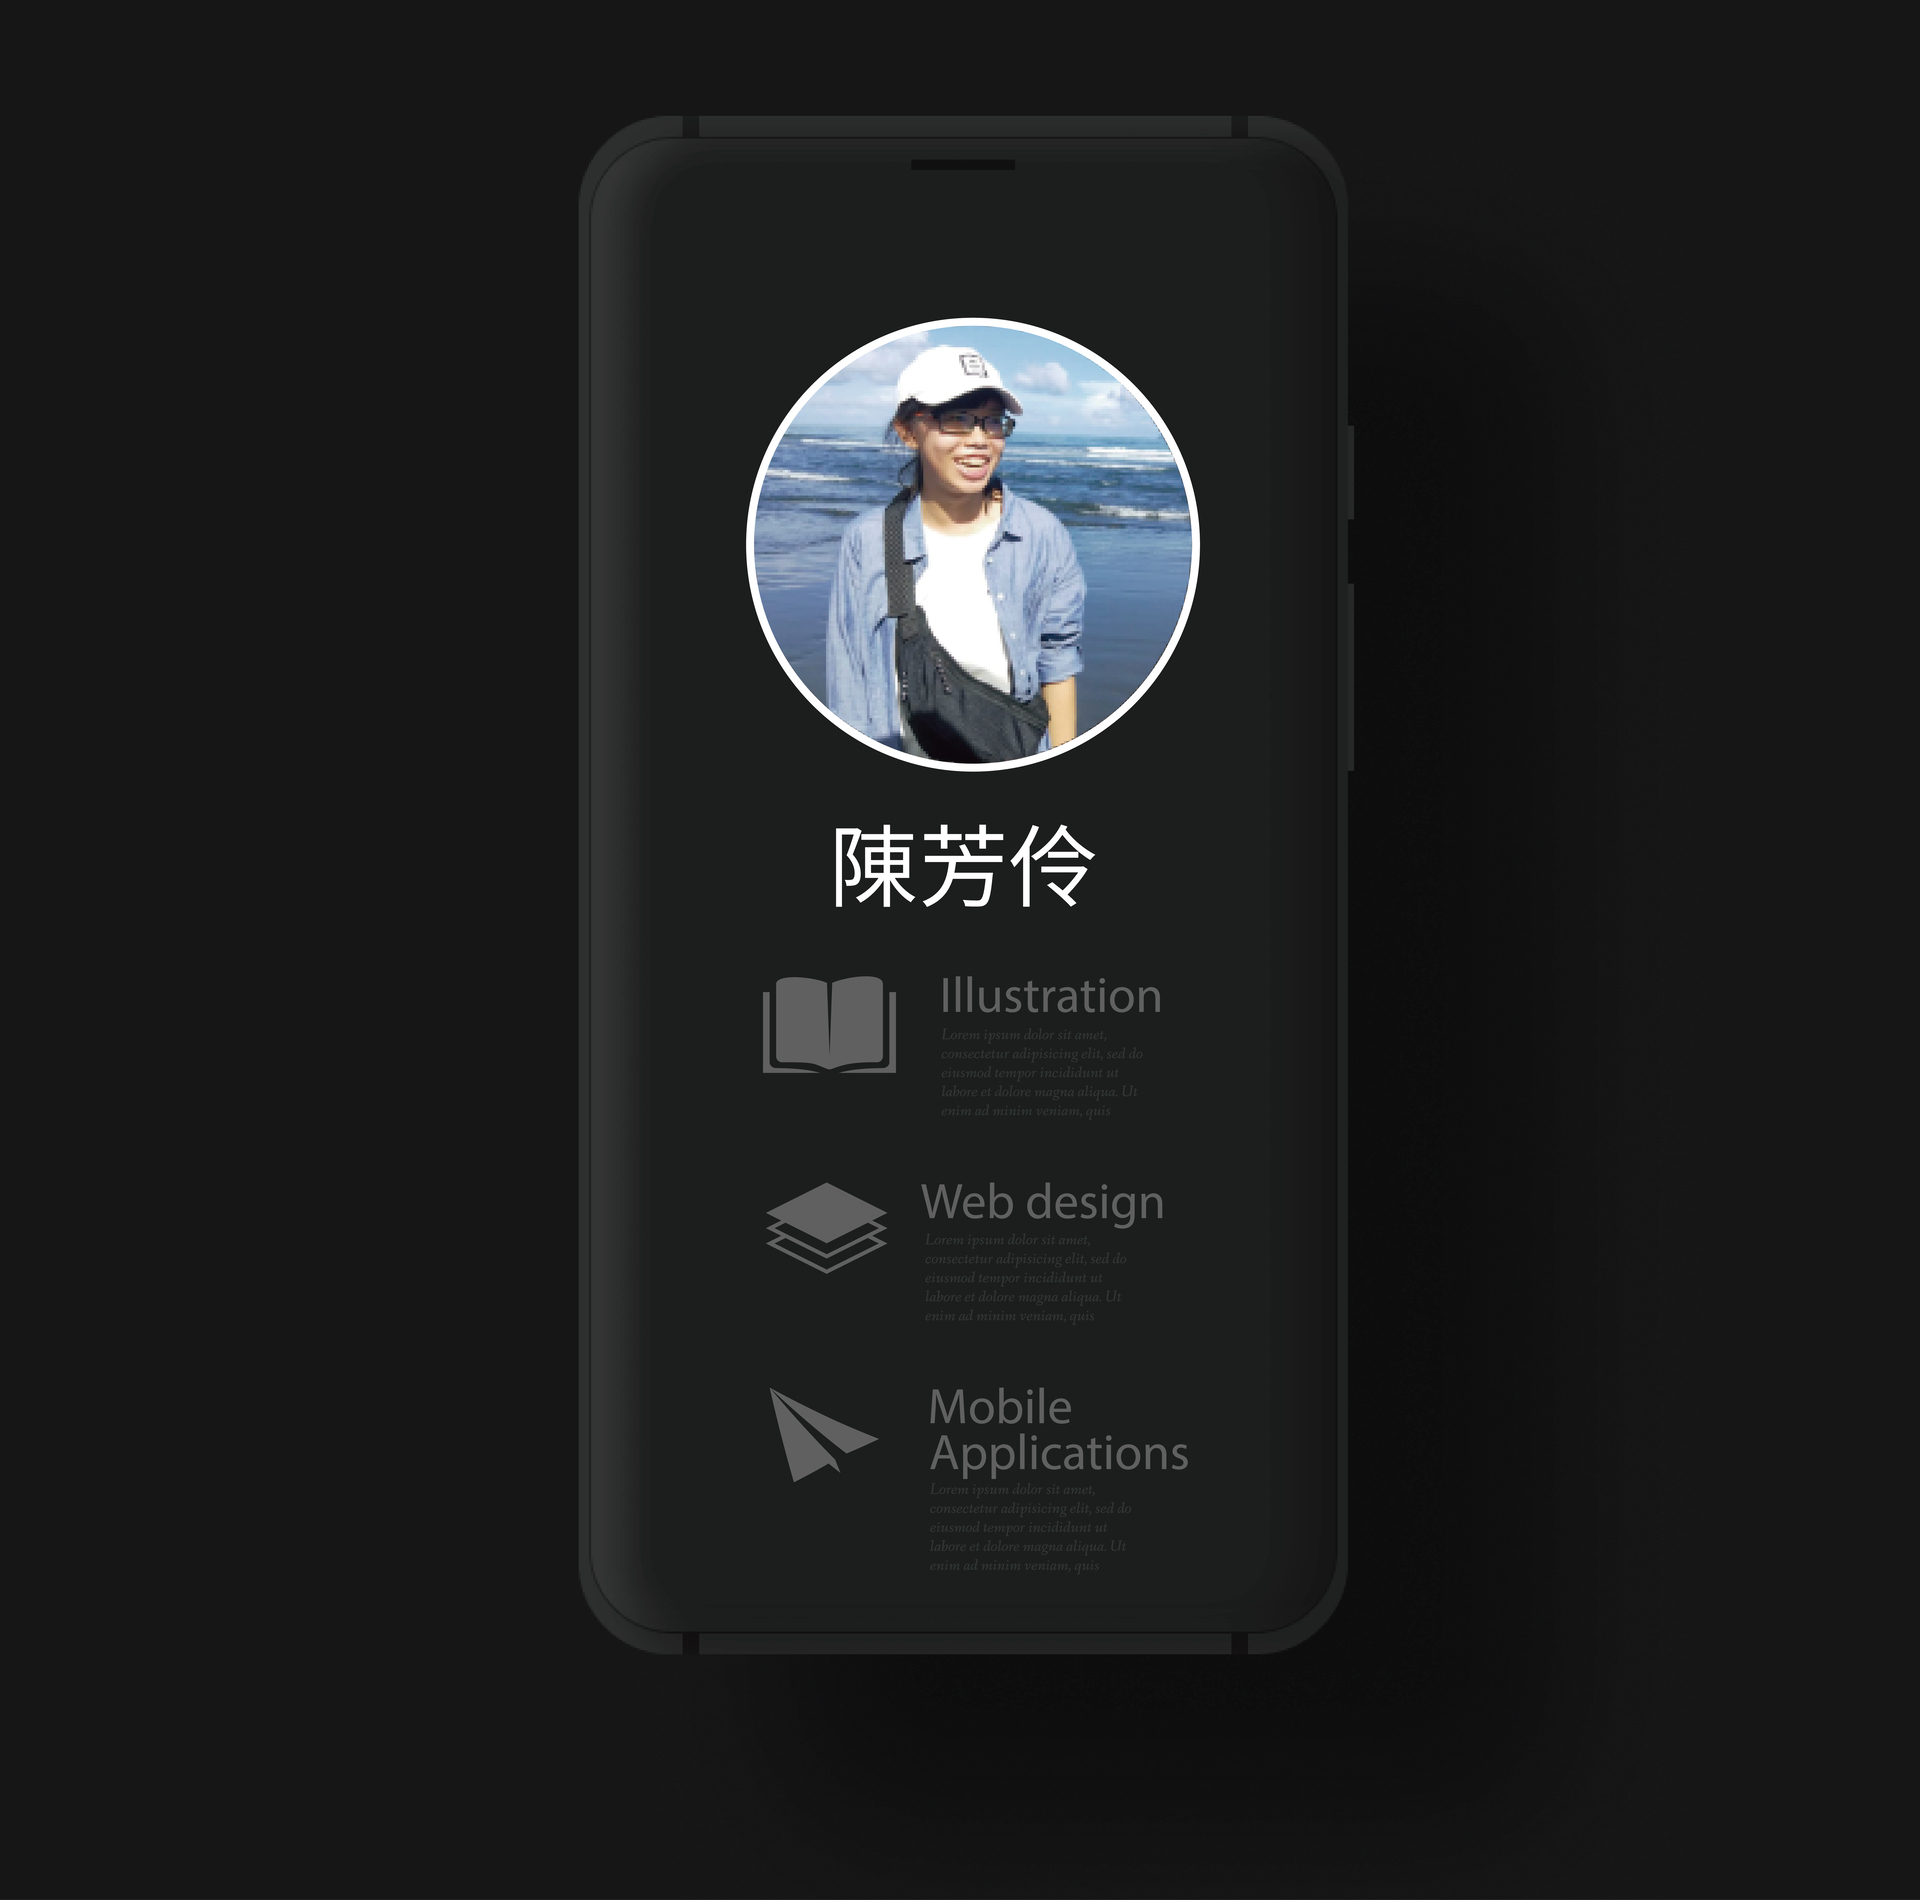 陳芳伶
Illustration
Lorem ipsum dolor sit amet,
consectetur adipisicing elit, sed do
eiusmod tempor incididunt ut
labore et dolore magna aliqua. Ut
enim ad minim veniam, quis
Web design
Lorem ipsum dolor sit amet,
consectetur adipisicing elit, sed do
eiusmod tempor incididunt ut
labore et dolore magna aliqua. Ut
enim ad minim veniam, quis
Mobile
Applications
Lorem ipsum dolor sit amet,
consectetur adipisicing elit, sed do
eiusmod tempor incididunt ut
labore et dolore magna aliqua. Ut
enim ad minim veniam, quis